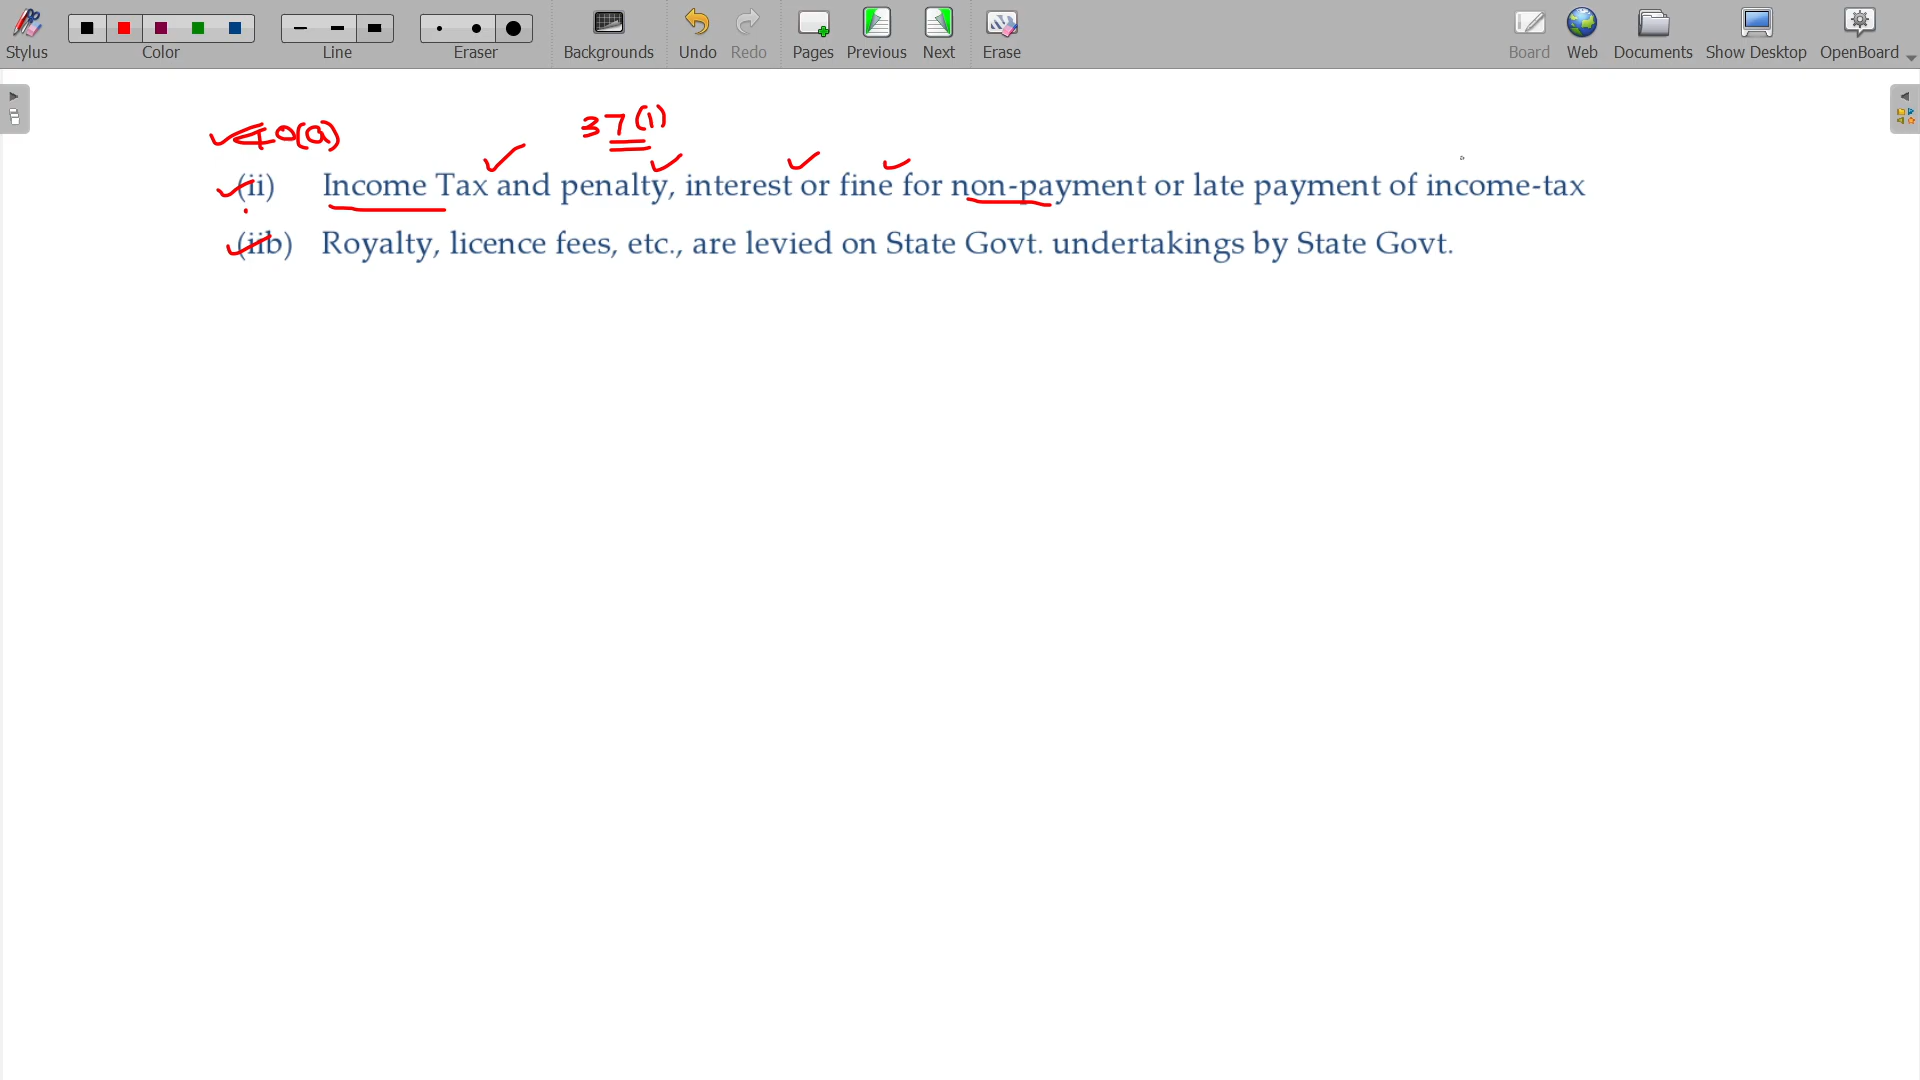 Stylus Color Line Eraser Backgrounds Undo Redo Pages Previous Next Erase Board Web Documents Show Desktop OpenBoard
40(a) 37(1)
(ii) Income Tax and penalty, interest or fine for non-payment or late payment of income-tax
(iib) Royalty, licence fees, etc., are levied on State Govt. undertakings by State Govt.